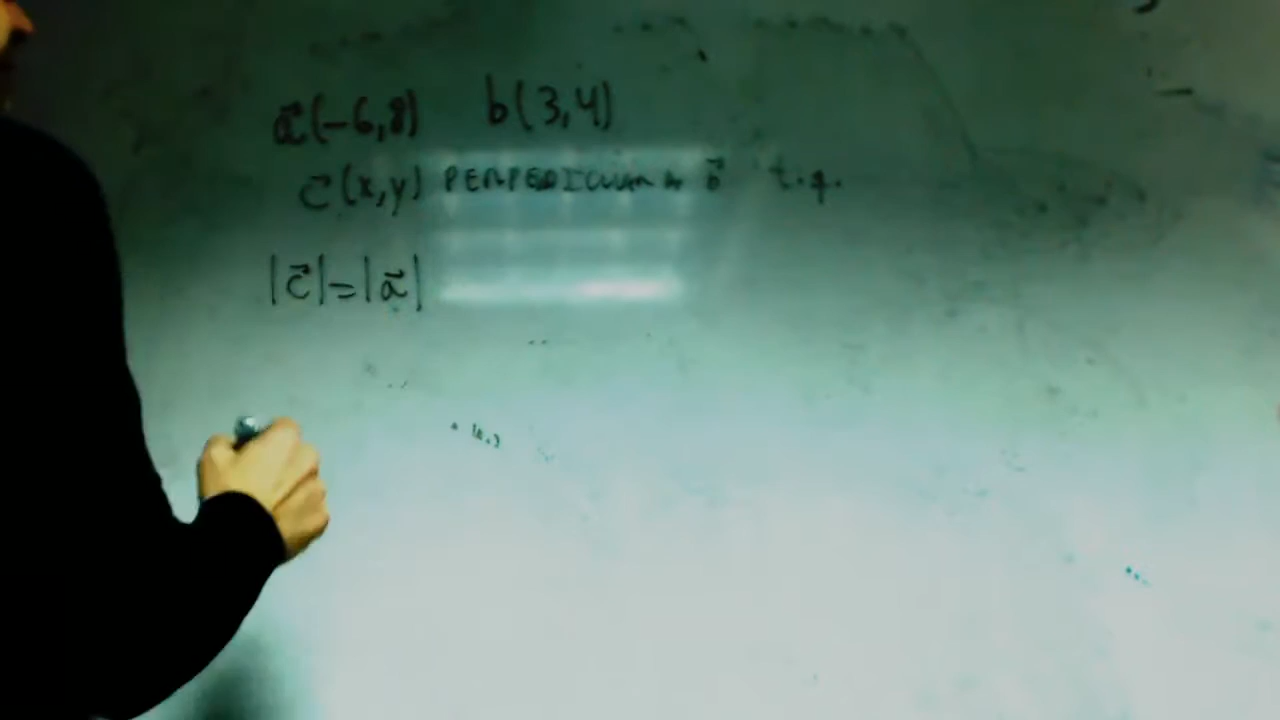 a⃗(-6,8) b(3,4)
c⃗(x,y) PERPEDICULAR A b⃗ t.q.
|c⃗|=|a⃗|